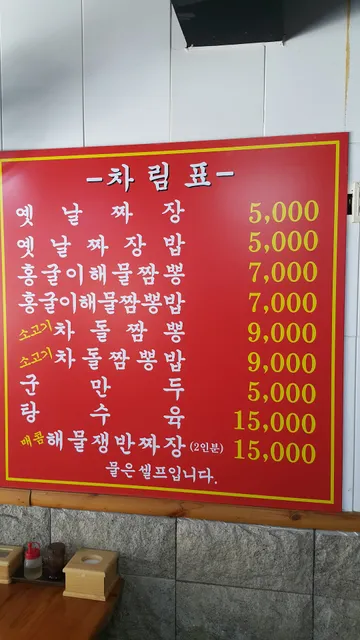 -차림표-
옛날짜장 5,000
옛날짜장밥 5,000
홍굴이해물짬뽕 7,000
홍굴이해물짬뽕밥 7,000
소고기차돌짬뽕 9,000
소고기차돌짬뽕밥 9,000
군만두 5,000
탕수육 15,000
매콤해물쟁반짜장(2인분) 15,000
물은 셀프입니다.